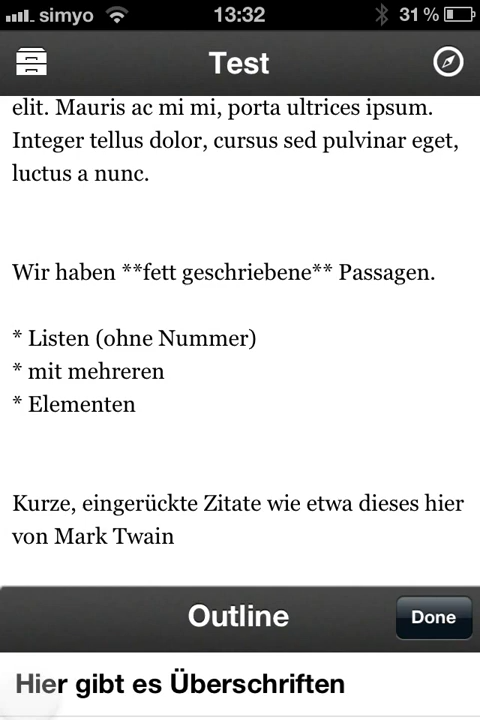 simyo 13:32 31 %
Test
elit. Mauris ac mi mi, porta ultrices ipsum.
Integer tellus dolor, cursus sed pulvinar eget,
luctus a nunc.
Wir haben **fett geschriebene** Passagen.
* Listen (ohne Nummer)
* mit mehreren
* Elementen
Kurze, eingerückte Zitate wie etwa dieses hier
von Mark Twain
Outline Done
Hier gibt es Überschriften